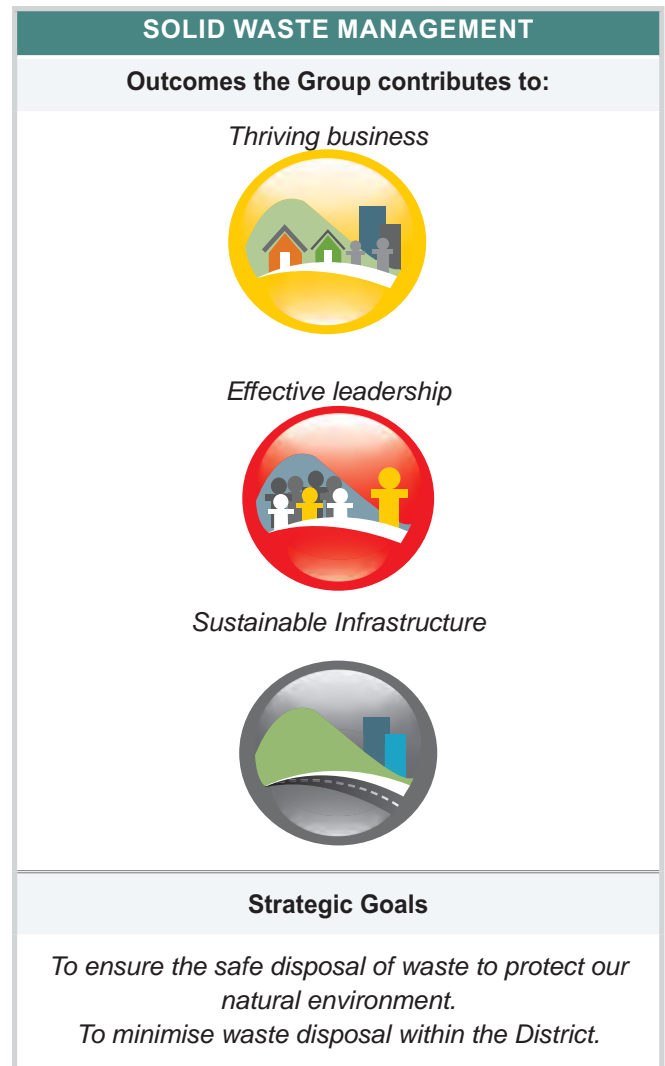 SOLID WASTE MANAGEMENT
Outcomes the Group contributes to:
Thriving business
Effective leadership
Sustainable Infrastructure
Strategic Goals
To ensure the safe disposal of waste to protect our
natural environment.
To minimise waste disposal within the District.